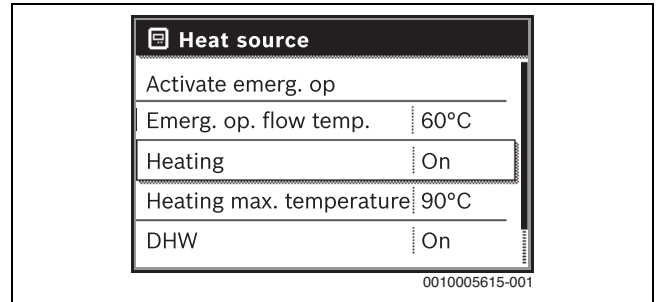 Heat source
Activate emerg. op
Emerg. op. flow temp. 60°C
Heating On
Heating max. temperature 90°C
DHW On
0010005615-001